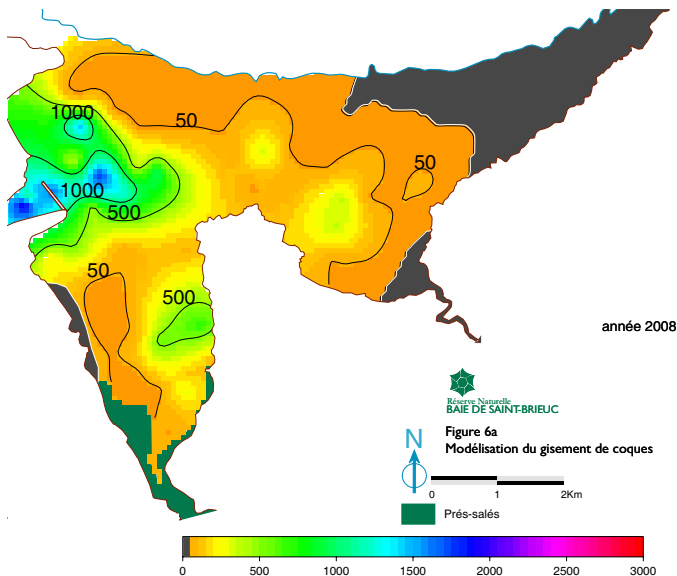 1000
50
50
1000
500
50
500
année 2008
Réserve Naturelle
BAIE DE SAINT-BRIEUC
Figure 6a
Modélisation du gisement de coques
N
0 1 2Km
Prés-salés
0 500 1000 1500 2000 2500 3000